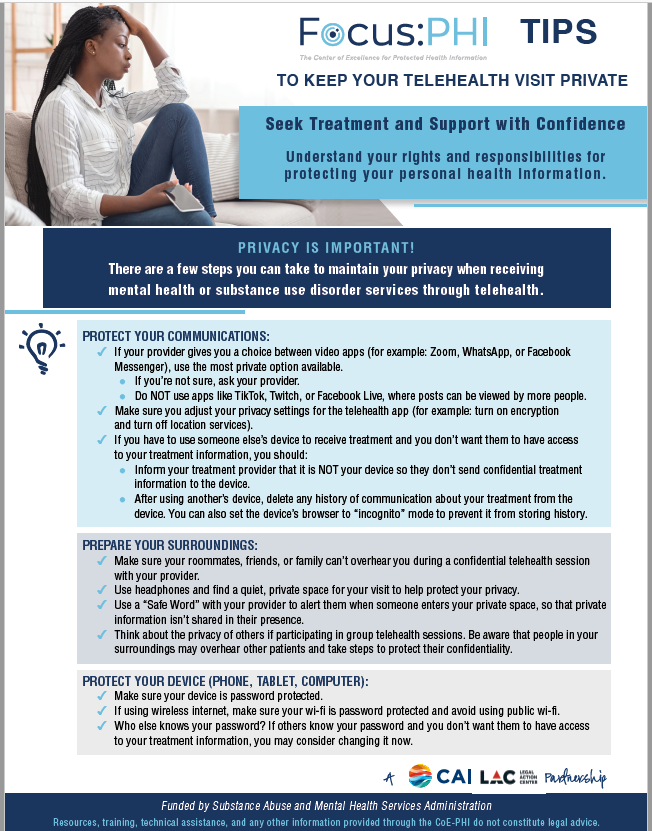 Focus:PHI TIPS
The Center of Excellence for Protected Health Information
TO KEEP YOUR TELEHEALTH VISIT PRIVATE
Seek Treatment and Support with Confidence
Understand your rights and responsibilities for
protecting your personal health information.
PRIVACY IS IMPORTANT!
There are a few steps you can take to maintain your privacy when receiving
mental health or substance use disorder services through telehealth.
PROTECT YOUR COMMUNICATIONS:
✓ If your provider gives you a choice between video apps (for example: Zoom, WhatsApp, or Facebook
Messenger), use the most private option available.
● If you're not sure, ask your provider.
● Do NOT use apps like TikTok, Twitch, or Facebook Live, where posts can be viewed by more people.
✓ Make sure you adjust your privacy settings for the telehealth app (for example: turn on encryption
and turn off location services).
✓ If you have to use someone else's device to receive treatment and you don't want them to have access
to your treatment information, you should:
● Inform your treatment provider that it is NOT your device so they don't send confidential treatment
information to the device.
● After using another's device, delete any history of communication about your treatment from the
device. You can also set the device's browser to "incognito" mode to prevent it from storing history.
PREPARE YOUR SURROUNDINGS:
✓ Make sure your roommates, friends, or family can't overhear you during a confidential telehealth session
with your provider.
✓ Use headphones and find a quiet, private space for your visit to help protect your privacy.
✓ Use a "Safe Word" with your provider to alert them when someone enters your private space, so that private
information isn't shared in their presence.
✓ Think about the privacy of others if participating in group telehealth sessions. Be aware that people in your
surroundings may overhear other patients and take steps to protect their confidentiality.
PROTECT YOUR DEVICE (PHONE, TABLET, COMPUTER):
✓ Make sure your device is password protected.
✓ If using wireless internet, make sure your wi-fi is password protected and avoid using public wi-fi.
✓ Who else knows your password? If others know your password and you don't want them to have access
to your treatment information, you may consider changing it now.
A CAI LAC LEGAL ACTION CENTER Partnership
Funded by Substance Abuse and Mental Health Services Administration
Resources, training, technical assistance, and any other information provided through the CoE-PHI do not constitute legal advice.